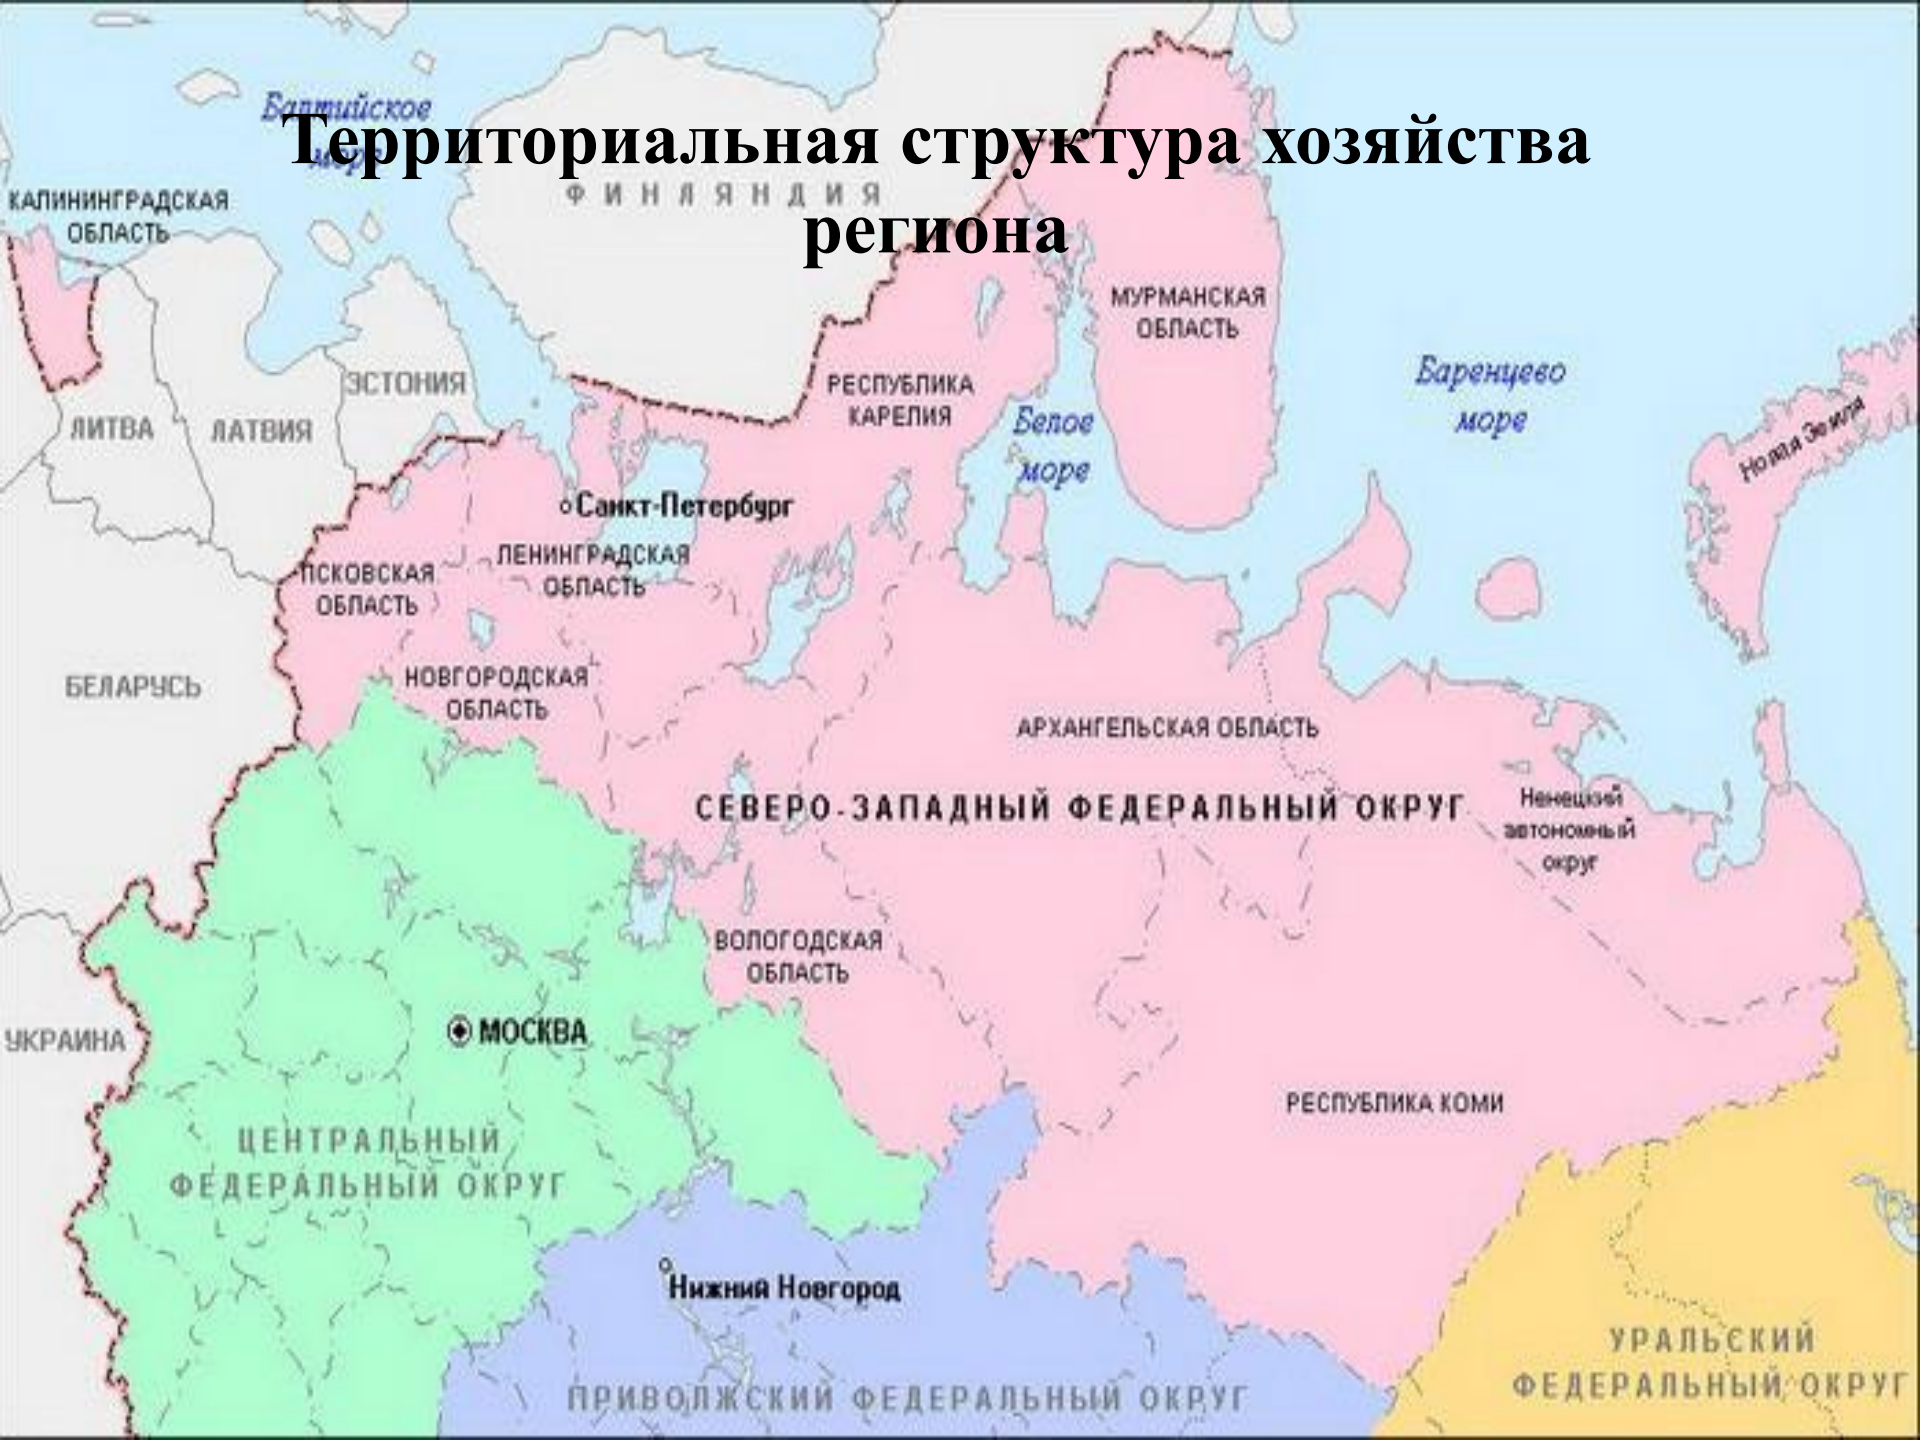 Территориальная структура хозяйства
региона
Балтийское
море
КАЛИНИНГРАДСКАЯ
ОБЛАСТЬ
ФИНЛЯНДИЯ
МУРМАНСКАЯ
ОБЛАСТЬ
Баренцево
море
Новая Земля
РЕСПУБЛИКА
КАРЕЛИЯ
Белое
море
ЭСТОНИЯ
ЛИТВА
ЛАТВИЯ
Санкт-Петербург
ЛЕНИНГРАДСКАЯ
ОБЛАСТЬ
ПСКОВСКАЯ
ОБЛАСТЬ
НОВГОРОДСКАЯ
ОБЛАСТЬ
БЕЛАРУСЬ
АРХАНГЕЛЬСКАЯ ОБЛАСТЬ
СЕВЕРО-ЗАПАДНЫЙ ФЕДЕРАЛЬНЫЙ ОКРУГ
Ненецкий
автономный
округ
ВОЛОГОДСКАЯ
ОБЛАСТЬ
МОСКВА
УКРАИНА
РЕСПУБЛИКА КОМИ
ЦЕНТРАЛЬНЫЙ
ФЕДЕРАЛЬНЫЙ ОКРУГ
Нижний Новгород
ПРИВОЛЖСКИЙ ФЕДЕРАЛЬНЫЙ ОКРУГ
УРАЛЬСКИЙ
ФЕДЕРАЛЬНЫЙ ОКРУГ